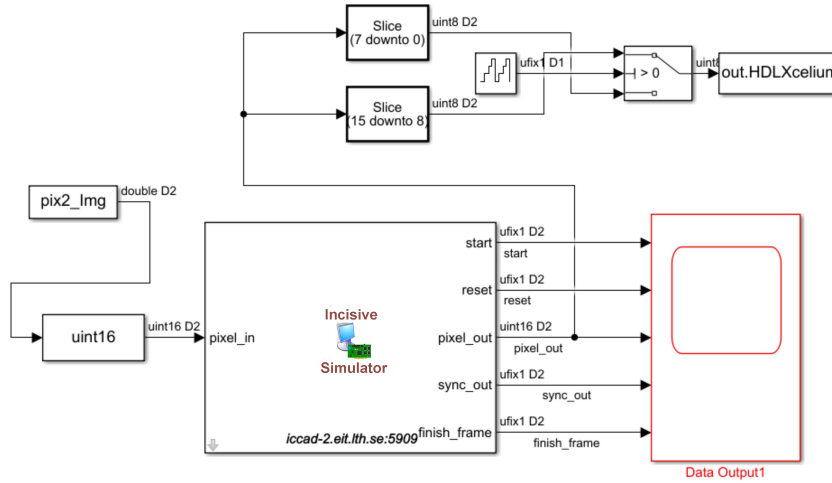 Slice
(7 downto 0)
uint8 D2
ufix1 D1
> 0
uint8
out.HDLXcelium
Slice
(15 downto 8)
uint8 D2
pix2_Img
double D2
uint16
uint16 D2
pixel_in
Incisive
Simulator
iccad-2.eit.lth.se:5909
start
ufix1 D2
start
reset
ufix1 D2
reset
pixel_out
uint16 D2
pixel_out
sync_out
ufix1 D2
sync_out
finish_frame
ufix1 D2
finish_frame
Data Output1